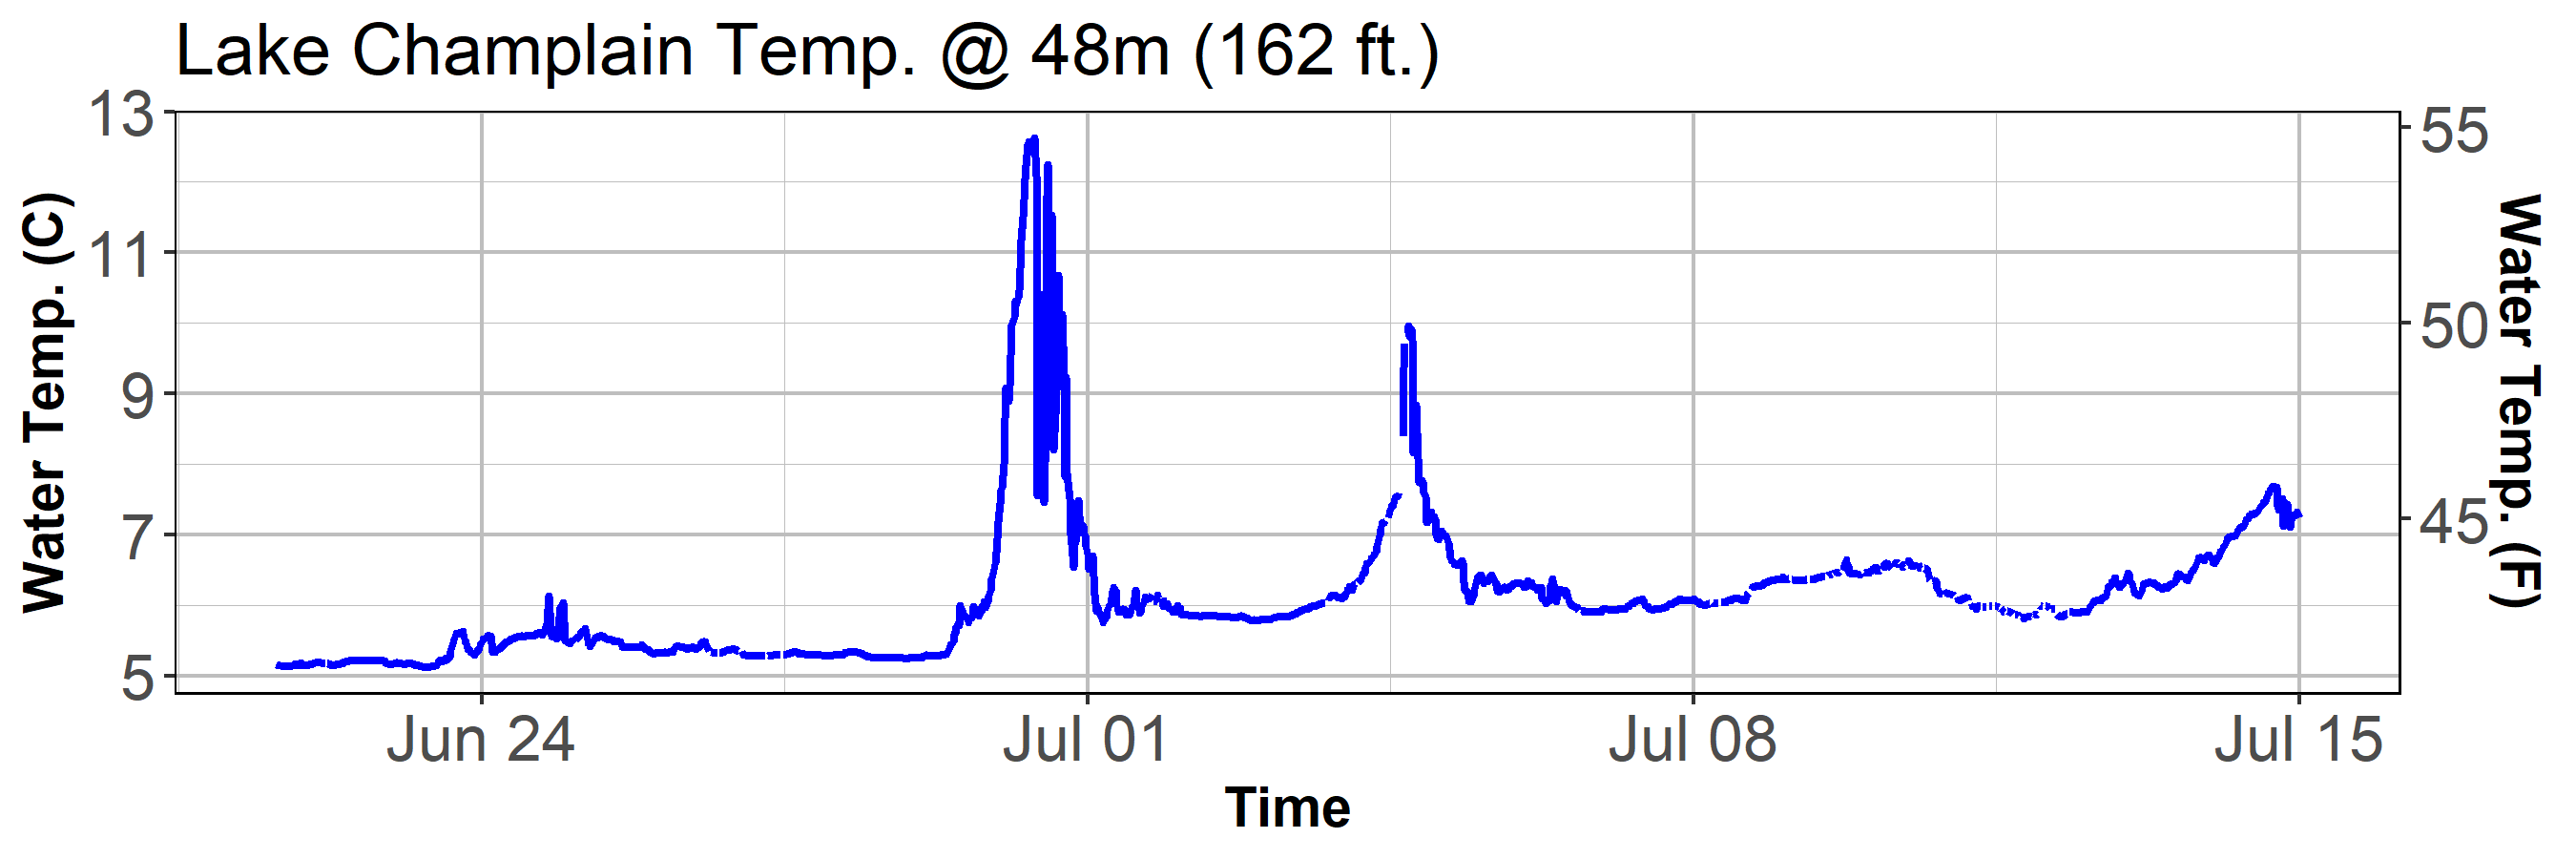 Lake Champlain Temp. @ 48m (162 ft.)
Water Temp. (C)
13
11
9
7
5
55
50
45
Water Temp. (F)
Jun 24
Jul 01
Jul 08
Jul 15
Time